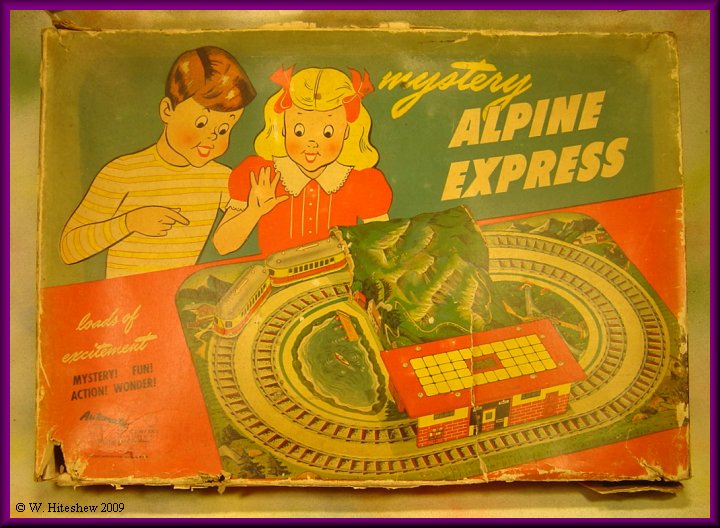 mystery
ALPINE
EXPRESS
loads of
excitement
MYSTERY! FUN!
ACTION! WONDER!
© W. Hiteshew 2009